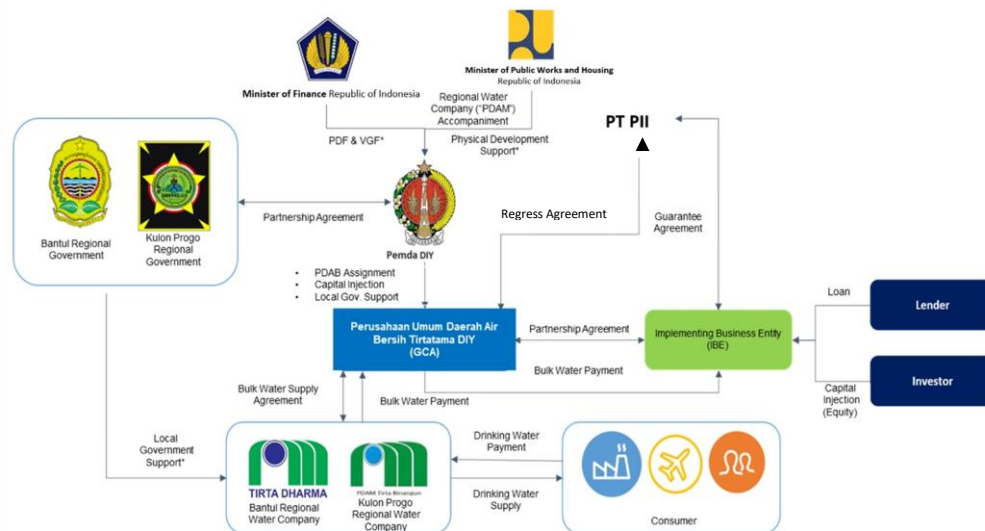 Minister of Finance Republic of Indonesia
Minister of Public Works and Housing
Republic of Indonesia
PDF & VGF*
Regional Water
Company ("PDAM")
Accompaniment
Physical Development
Support*
PT PII
Bantul Regional
Government
Kulon Progo
Regional
Government
Partnership Agreement
Pemda DIY
Regress Agreement
Guarantee
Agreement
• PDAB Assignment
• Capital Injection
• Local Gov. Support
Perusahaan Umum Daerah Air
Bersih Tirtatama DIY
(GCA)
Partnership Agreement
Implementing Business Entity
(IBE)
Loan
Lender
Capital
Injection
(Equity)
Investor
Bulk Water Payment
Bulk Water Supply
Agreement
Bulk Water Payment
Local
Government
Support*
TIRTA DHARMA
Bantul Regional
Water Company
PDAM Tirta Binangun
Kulon Progo
Regional Water
Company
Drinking Water
Payment
Drinking Water
Supply
Consumer